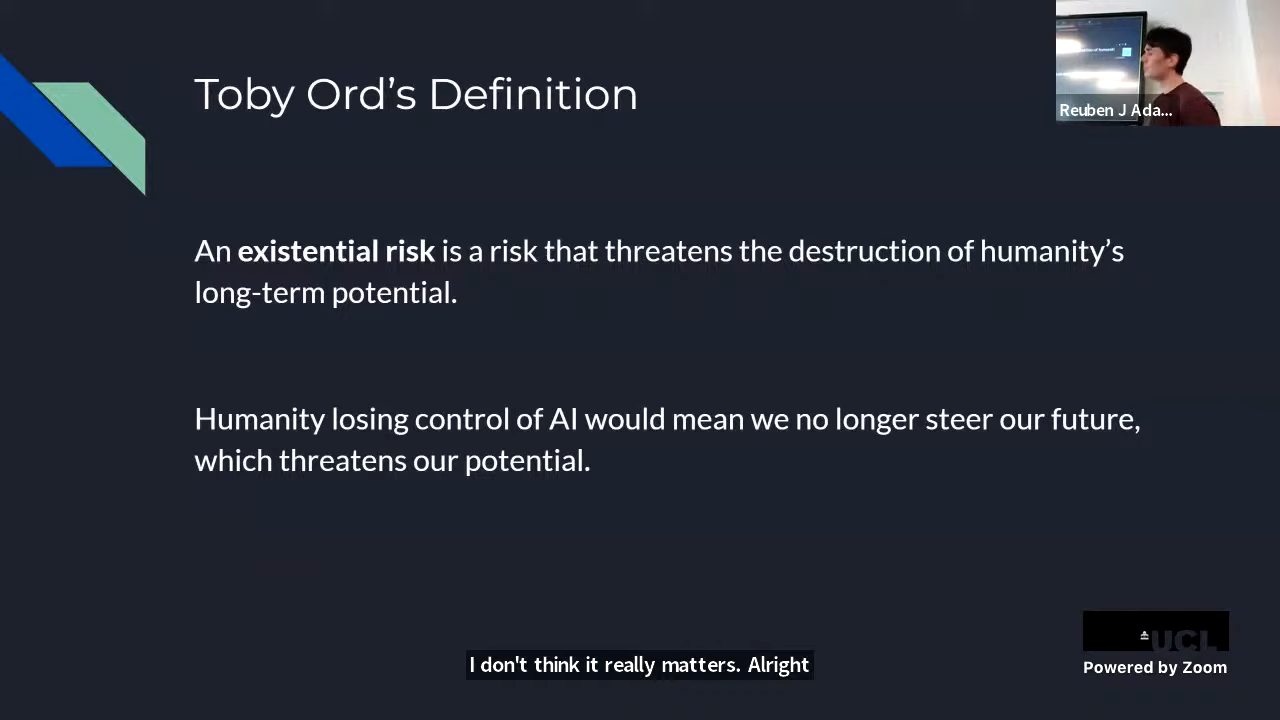 Toby Ord's Definition
Reuben J Ada...
An existential risk is a risk that threatens the destruction of humanity's
long-term potential.
Humanity losing control of AI would mean we no longer steer our future,
which threatens our potential.
UCL
I don't think it really matters. Alright
Powered by Zoom